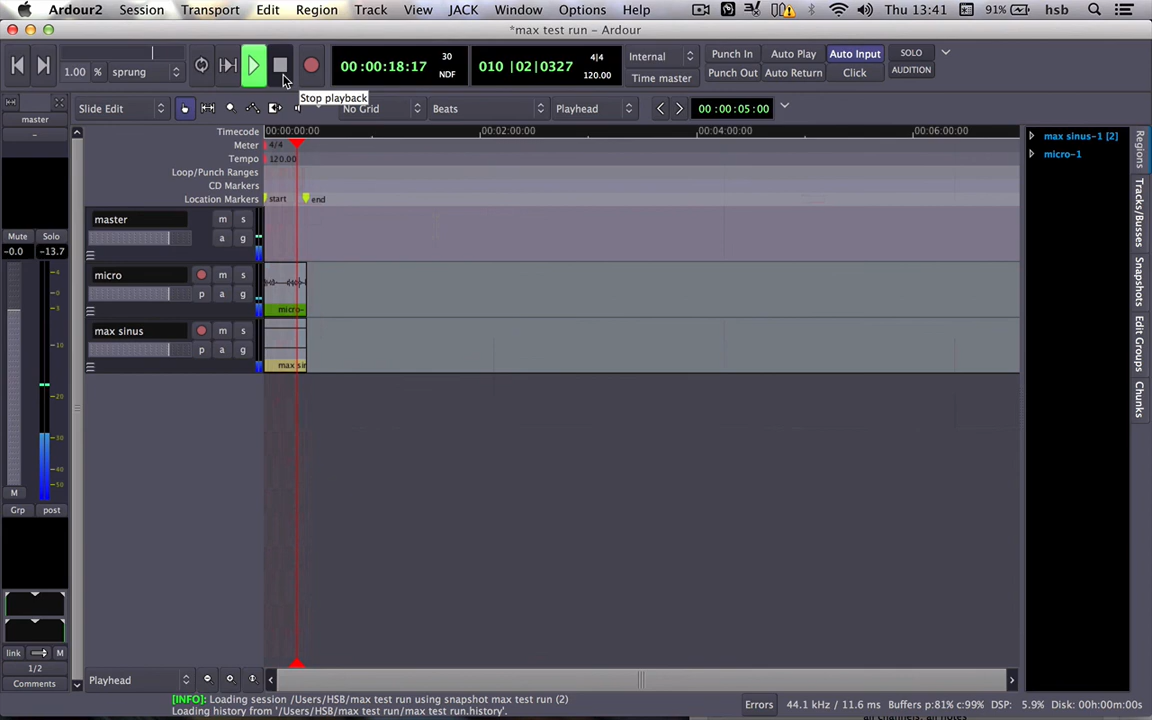 Ardour2 Session Transport Edit Region Track View JACK Window Options Help Thu 13:41 91% hsb
*max test run - Ardour
1.00 % sprung
00:00:18:17 30 NDF
010 |02|0327 4|4 120.00
Internal
Time master
Punch In Auto Play Auto Input SOLO
Punch Out Auto Return Click AUDITION
Stop playback
Slide Edit No Grid Beats Playhead 00:00:05:00
master
Timecode 00:00:00:00 00:02:00:00 00:04:00:00 00:06:00:00
Meter 4/4
Tempo 120.00
Loop/Punch Ranges
CD Markers
Location Markers start end
master m s
a g
micro m s
p a g
micro-
max sinus m s
p a g
max sin
Mute Solo
-0.0 -13.7
M
Grp post
link M
1/2
Comments
max sinus-1 [2]
micro-1
Regions
Tracks/Busses
Snapshots
Edit Groups
Chunks
Playhead
[INFO]: Loading session /Users/HSB/max test run using snapshot max test run (2)
Loading history from '/Users/HSB/max test run/max test run.history'.
Errors 44.1 kHz / 11.6 ms Buffers p:81% c:99% DSP: 5.9% Disk: 00h:00m:00s